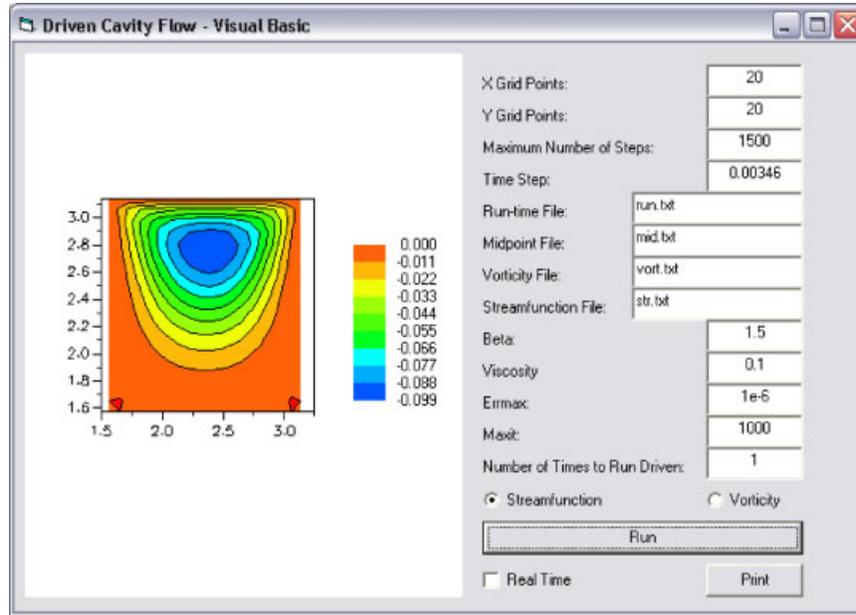 Driven Cavity Flow - Visual Basic
X Grid Points: 20
Y Grid Points: 20
Maximum Number of Steps: 1500
Time Step: 0.00346
Run-time File: run.txt
Midpoint File: mid.txt
Vorticity File: vort.txt
Streamfunction File: str.txt
Beta: 1.5
Viscosity 0.1
Errmax: 1e-6
Maxit: 1000
Number of Times to Run Driven: 1
Streamfunction Vorticity
Run
Real Time Print
3.0
2.8
2.6
2.4
2.2
2.0
1.8
1.6
1.5 2.0 2.5 3.0
0.000
-0.011
-0.022
-0.033
-0.044
-0.055
-0.066
-0.077
-0.088
-0.099